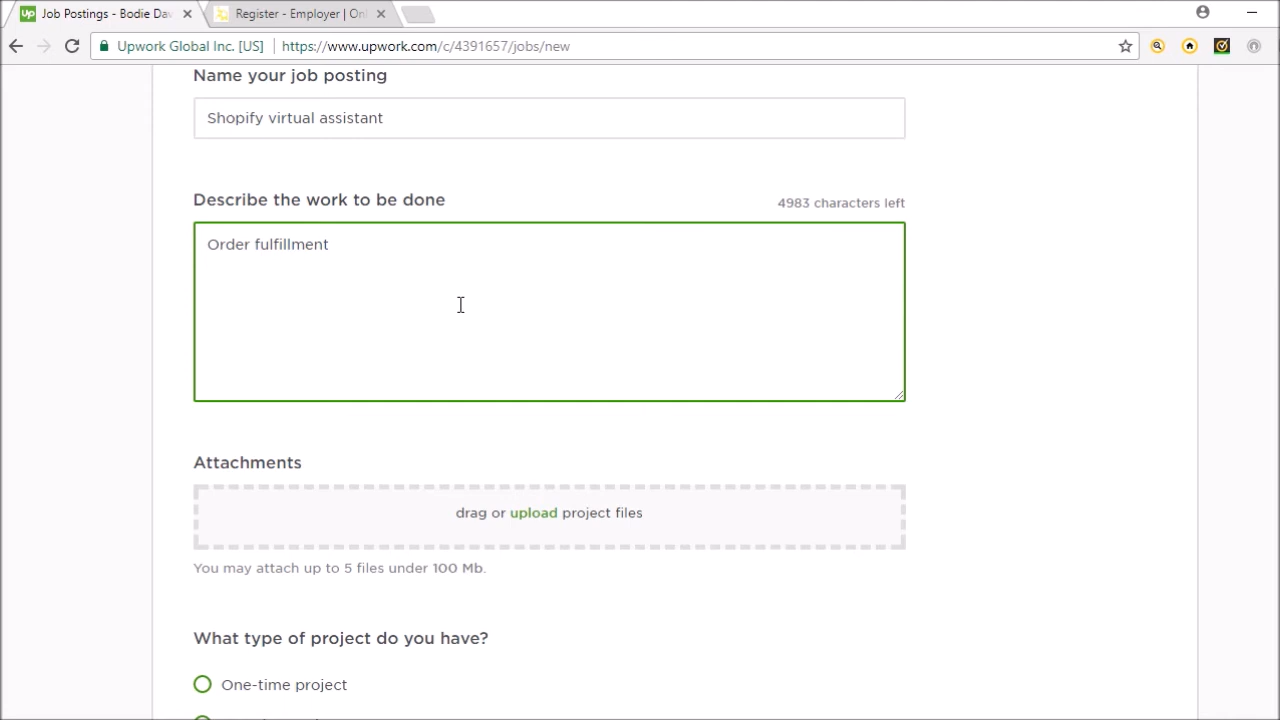 Job Postings - Bodie Dav
Register - Employer | Onl
Upwork Global Inc. [US]
https://www.upwork.com/c/4391657/jobs/new
Name your job posting
Shopify virtual assistant
Describe the work to be done
4983 characters left
Order fulfillment
Attachments
drag or upload project files
You may attach up to 5 files under 100 Mb.
What type of project do you have?
One-time project